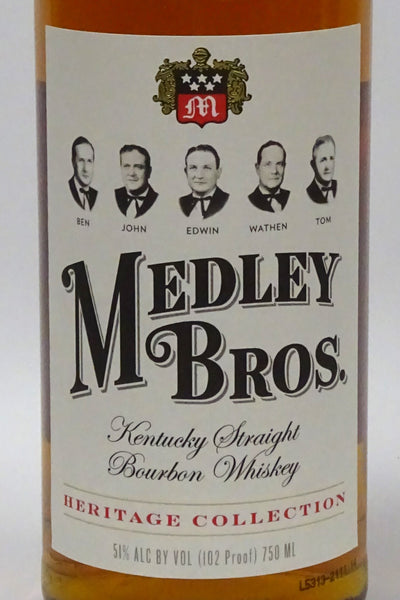 M
BEN
JOHN
EDWIN
WATHEN
TOM
MEDLEY
BROS.
Kentucky Straight
Bourbon Whiskey
HERITAGE COLLECTION
51% ALC BY VOL (102 Proof) 750 ML